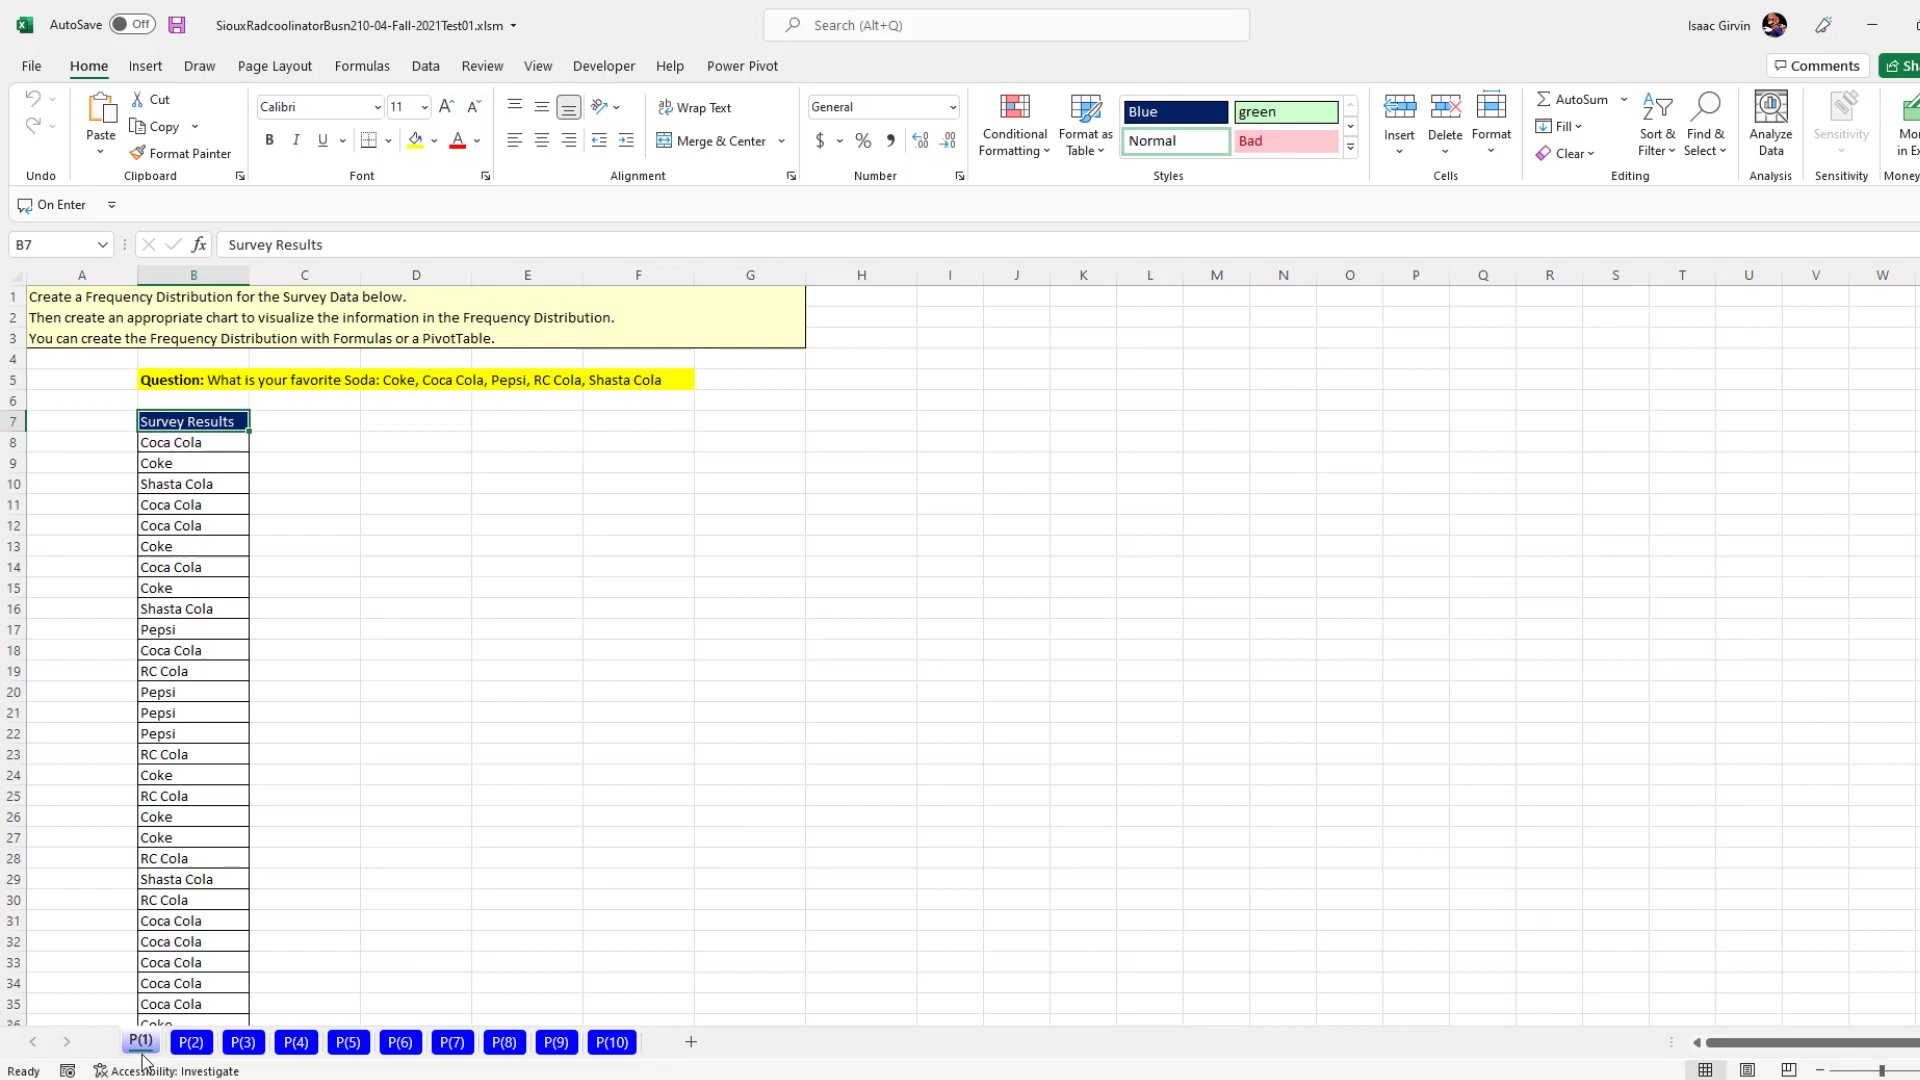 AutoSave Off SiouxRadcoolinatorBusn210-04-Fall-2021Test01.xlsm Search (Alt+Q) Isaac Girvin
File Home Insert Draw Page Layout Formulas Data Review View Developer Help Power Pivot Comments
Paste Cut Copy Format Painter
Calibri 11
B I U A
Wrap Text
Merge & Center
General
$ %
Conditional Formatting Format as Table
Blue green
Normal Bad
Insert Delete Format
AutoSum Fill Clear
Sort & Filter Find & Select
Analyze Data
Sensitivity
Undo Clipboard Font Alignment Number Styles Cells Editing Analysis Sensitivity
On Enter
B7 fx Survey Results
A B C D E F G H I J K L M N O P Q R S T U V W
1 Create a Frequency Distribution for the Survey Data below.
2 Then create an appropriate chart to visualize the information in the Frequency Distribution.
3 You can create the Frequency Distribution with Formulas or a PivotTable.
4
5 Question: What is your favorite Soda: Coke, Coca Cola, Pepsi, RC Cola, Shasta Cola
6
7 Survey Results
8 Coca Cola
9 Coke
10 Shasta Cola
11 Coca Cola
12 Coca Cola
13 Coke
14 Coca Cola
15 Coke
16 Shasta Cola
17 Pepsi
18 Coca Cola
19 RC Cola
20 Pepsi
21 Pepsi
22 Pepsi
23 RC Cola
24 Coke
25 RC Cola
26 Coke
27 Coke
28 RC Cola
29 Shasta Cola
30 RC Cola
31 Coca Cola
32 Coca Cola
33 Coca Cola
34 Coca Cola
35 Coca Cola
36 Coke
P(1) P(2) P(3) P(4) P(5) P(6) P(7) P(8) P(9) P(10)
Ready Accessibility: Investigate